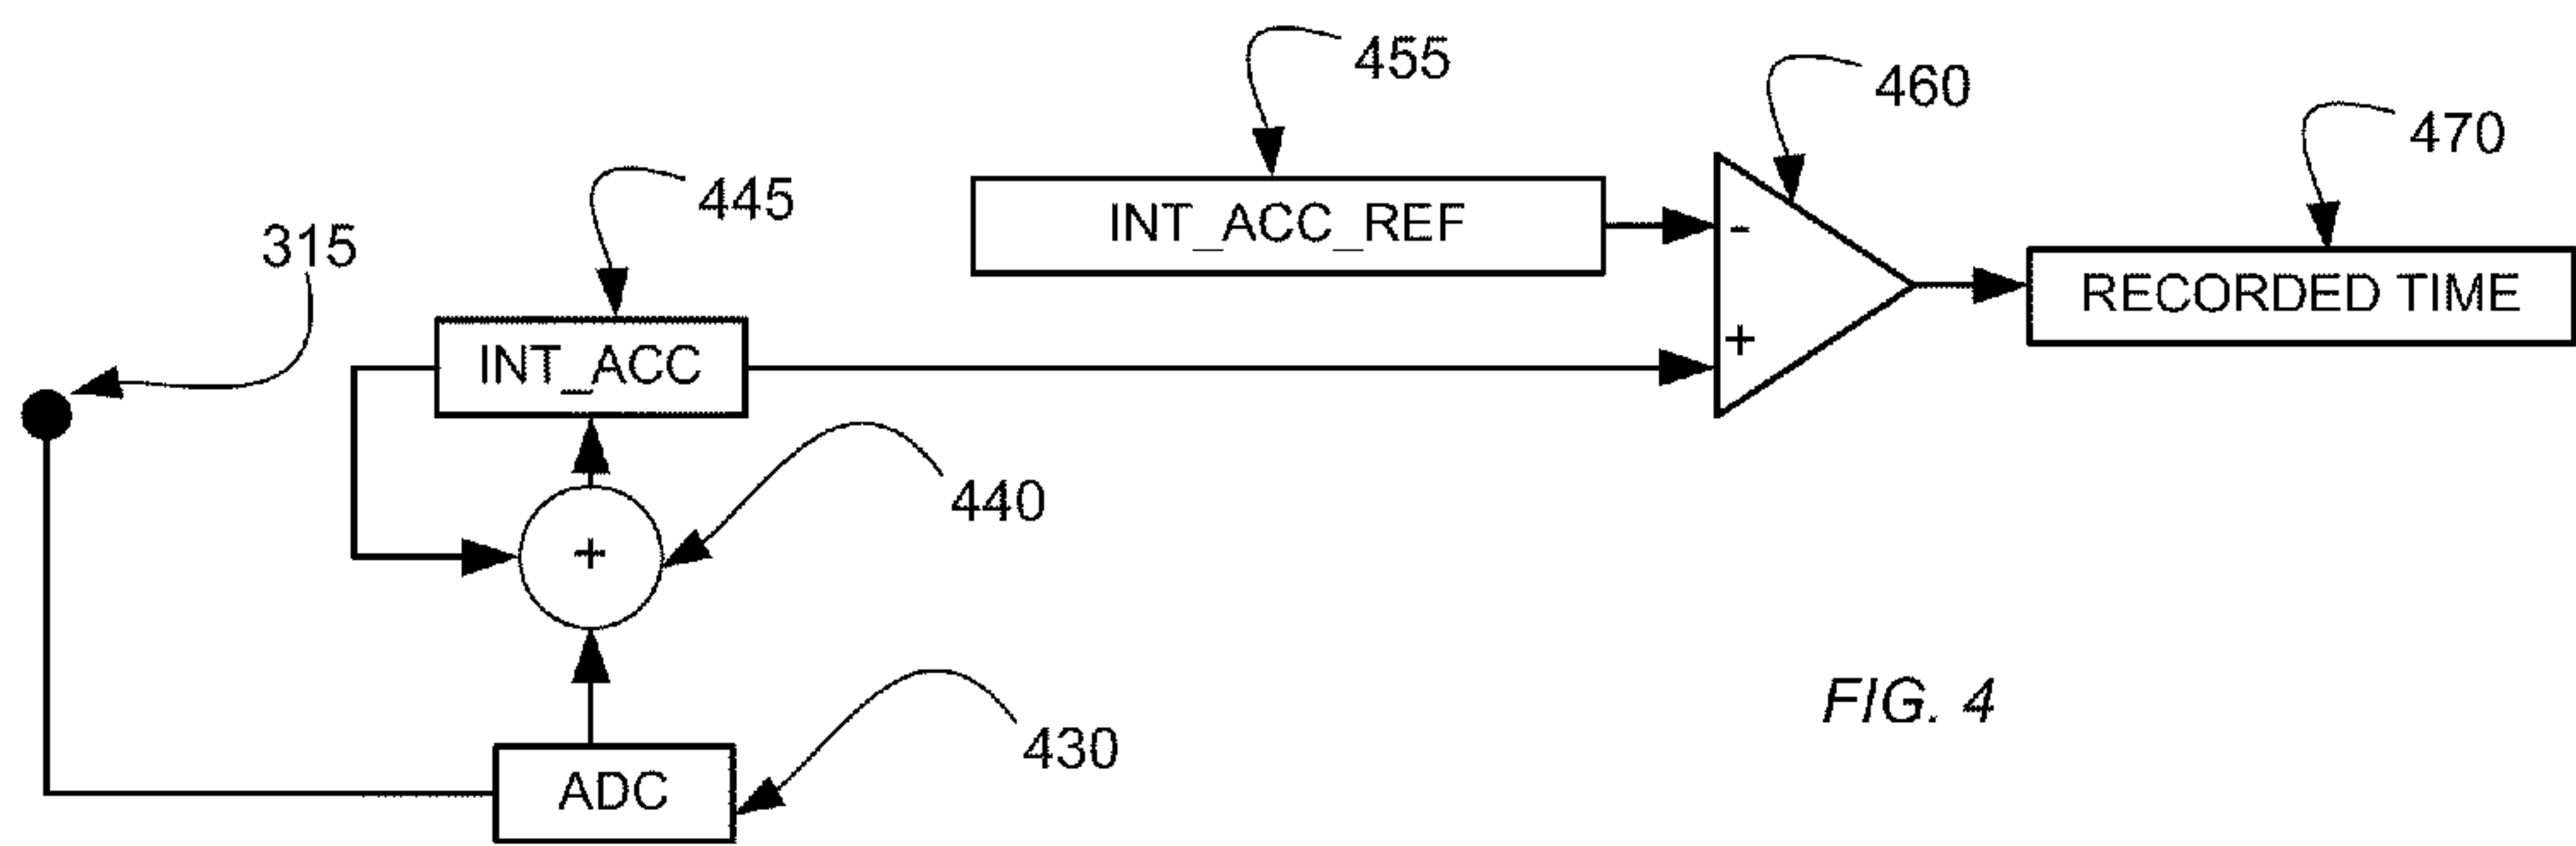 455
460
470
445
315
INT_ACC_REF
-
RECORDED TIME
+
INT_ACC
440
+
FIG. 4
430
ADC